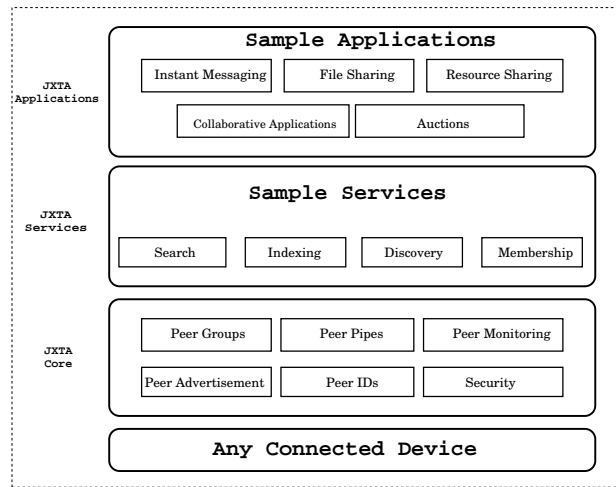 Sample Applications
JXTA
Applications
Instant Messaging
File Sharing
Resource Sharing
Collaborative Applications
Auctions
JXTA
Services
Sample Services
Search
Indexing
Discovery
Membership
JXTA
Core
Peer Groups
Peer Pipes
Peer Monitoring
Peer Advertisement
Peer IDs
Security
Any Connected Device